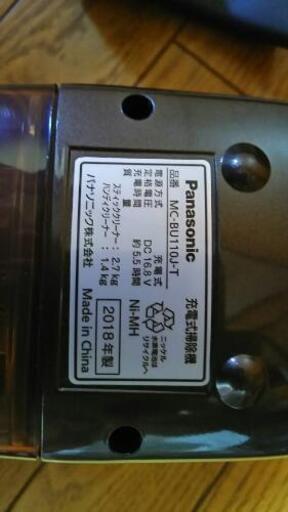 Panasonic 充電式掃除機
品番 MC-BU110J-T
電源方式 充電式
定格電圧 DC 16.8 V
充電時間 約 5.5 時間
質量
スティッククリーナー: 2.7 kg
ハンディクリーナー: 1.4 kg
パナソニック株式会社
Ni-MH
ニッケル
水素電池は
リサイクルへ
2018年製
Made in China